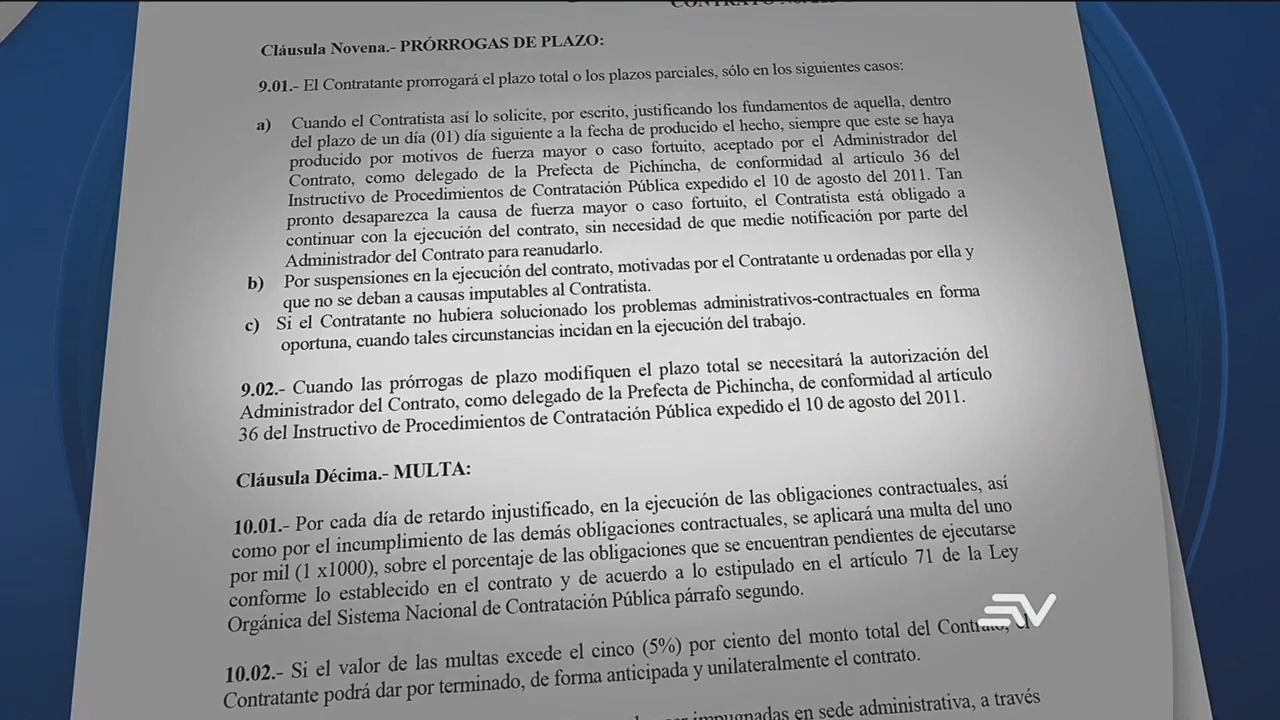 Cláusula Novena.- PRÓRROGAS DE PLAZO:
9.01.- El Contratante prorrogará el plazo total o los plazos parciales, sólo en los siguientes casos:
a) Cuando el Contratista así lo solicite, por escrito, justificando los fundamentos de aquella, dentro
del plazo de un día (01) día siguiente a la fecha de producido el hecho, siempre que este se haya
producido por motivos de fuerza mayor o caso fortuito, aceptado por el Administrador del
Contrato, como delegado de la Prefecta de Pichincha, de conformidad al artículo 36 del
Instructivo de Procedimientos de Contratación Pública expedido el 10 de agosto del 2011. Tan
pronto desaparezca la causa de fuerza mayor o caso fortuito, el Contratista está obligado a
continuar con la ejecución del contrato, sin necesidad de que medie notificación por parte del
Administrador del Contrato para reanudarlo.
b) Por suspensiones en la ejecución del contrato, motivadas por el Contratante u ordenadas por ella y
que no se deban a causas imputables al Contratista.
c) Si el Contratante no hubiera solucionado los problemas administrativos-contractuales en forma
oportuna, cuando tales circunstancias incidan en la ejecución del trabajo.
9.02.- Cuando las prórrogas de plazo modifiquen el plazo total se necesitará la autorización del
Administrador del Contrato, como delegado de la Prefecta de Pichincha, de conformidad al artículo
36 del Instructivo de Procedimientos de Contratación Pública expedido el 10 de agosto del 2011.
Cláusula Décima.- MULTA:
10.01.- Por cada día de retardo injustificado, en la ejecución de las obligaciones contractuales, así
como por el incumplimiento de las demás obligaciones contractuales, se aplicará una multa del uno
por mil (1 x1000), sobre el porcentaje de las obligaciones que se encuentran pendientes de ejecutarse
conforme lo establecido en el contrato y de acuerdo a lo estipulado en el artículo 71 de la Ley
Orgánica del Sistema Nacional de Contratación Pública párrafo segundo.
10.02.- Si el valor de las multas excede el cinco (5%) por ciento del monto total del Contrato, el
Contratante podrá dar por terminado, de forma anticipada y unilateralmente el contrato.
impugnadas en sede administrativa, a través